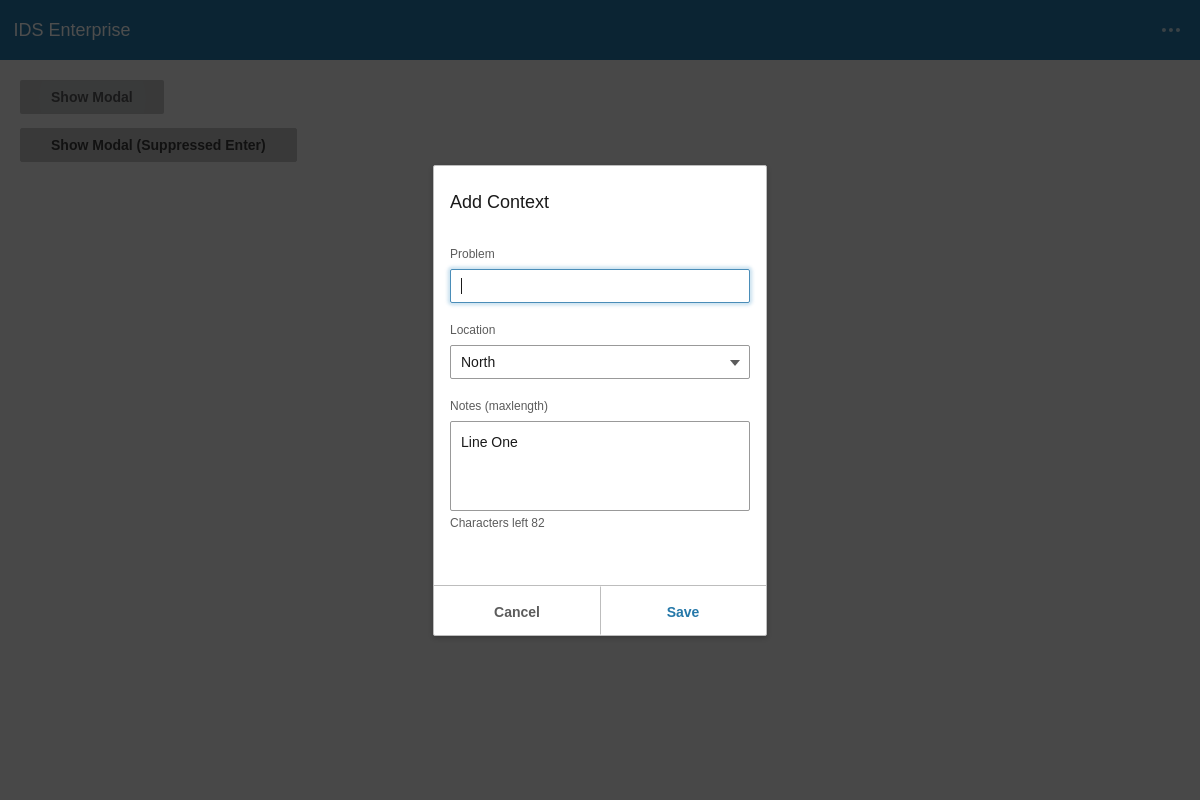 IDS Enterprise
Show Modal
Show Modal (Suppressed Enter)
Add Context
Problem
Location
North
Notes (maxlength)
Line One
Characters left 82
Cancel
Save